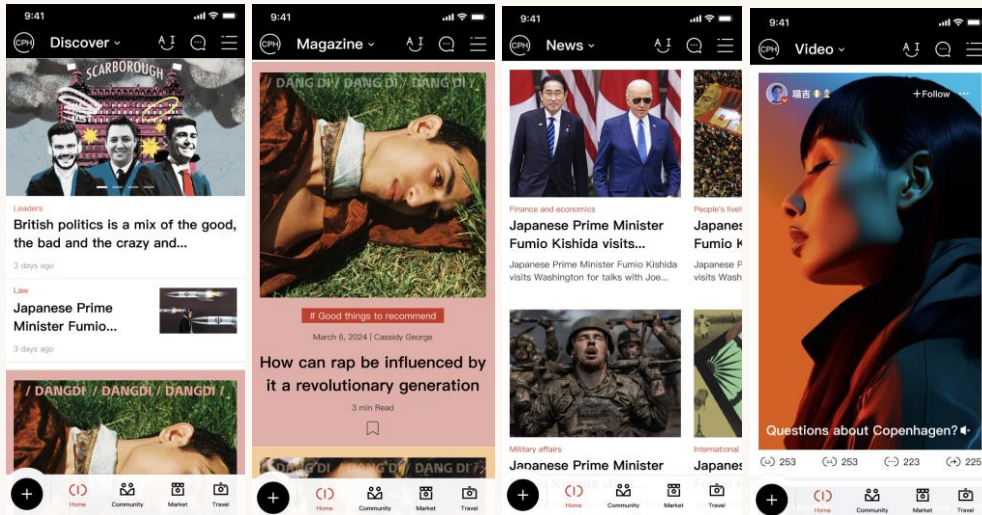 9:41
CPH
Discover
SCARBOROUGH
Leaders
British politics is a mix of the good,
the bad and the crazy and...
3 days ago
Law
Japanese Prime
Minister Fumio...
3 days ago
/ DANGDI / DANGDI / DANGDI /
+
Home
Community
Market
Travel
9:41
CPH
Magazine
/ DANG DI / DANG DI / DANG DI /
# Good things to recommend
March 6, 2024 | Cassidy George
How can rap be influenced by
it a revolutionary generation
3 min Read
DANG DI / DANG DI / DANG DI /
+
Home
Community
Market
Travel
9:41
CPH
News
Finance and economics
Japanese Prime Minister
Fumio Kishida visits...
Japanese Prime Minister Fumio Kishida
visits Washington for talks with Joe...
People's liveli
Japanes
Fumio K
Japanese P
visits Wash
Military affairs
Japanese Prime Minister
International
Japanes
+
Home
Community
Market
Travel
9:41
CPH
Video
喵吉
+Follow
Questions about Copenhagen?
253
253
223
225
+
Home
Community
Market
Travel